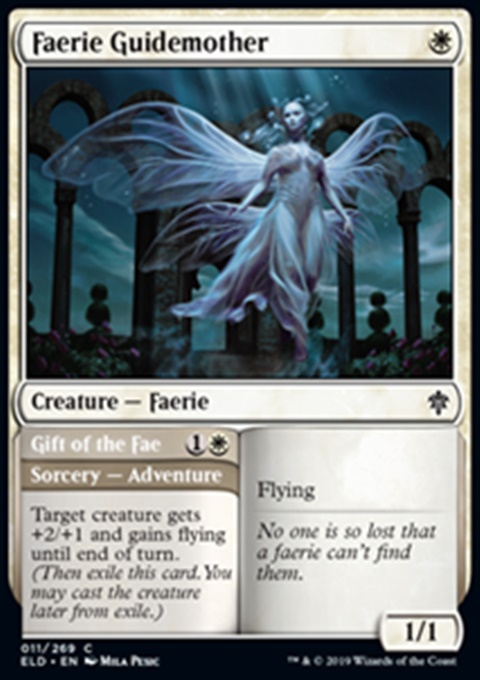 Faerie Guidemother
Creature — Faerie
Gift of the Fae 1
Sorcery — Adventure
Target creature gets
+2/+1 and gains flying
until end of turn.
(Then exile this card. You
may cast the creature
later from exile.)
Flying
No one is so lost that
a faerie can't find
them.
1/1
011/269 C
ELD • EN Mila Pesic
™ & © 2019 Wizards of the Coast